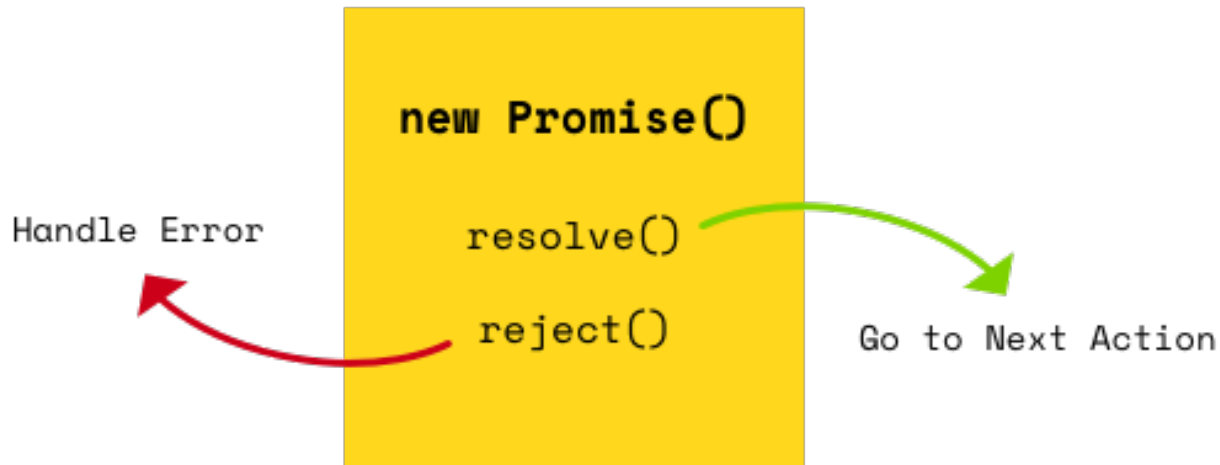 new Promise()
Handle Error
resolve()
reject()
Go to Next Action